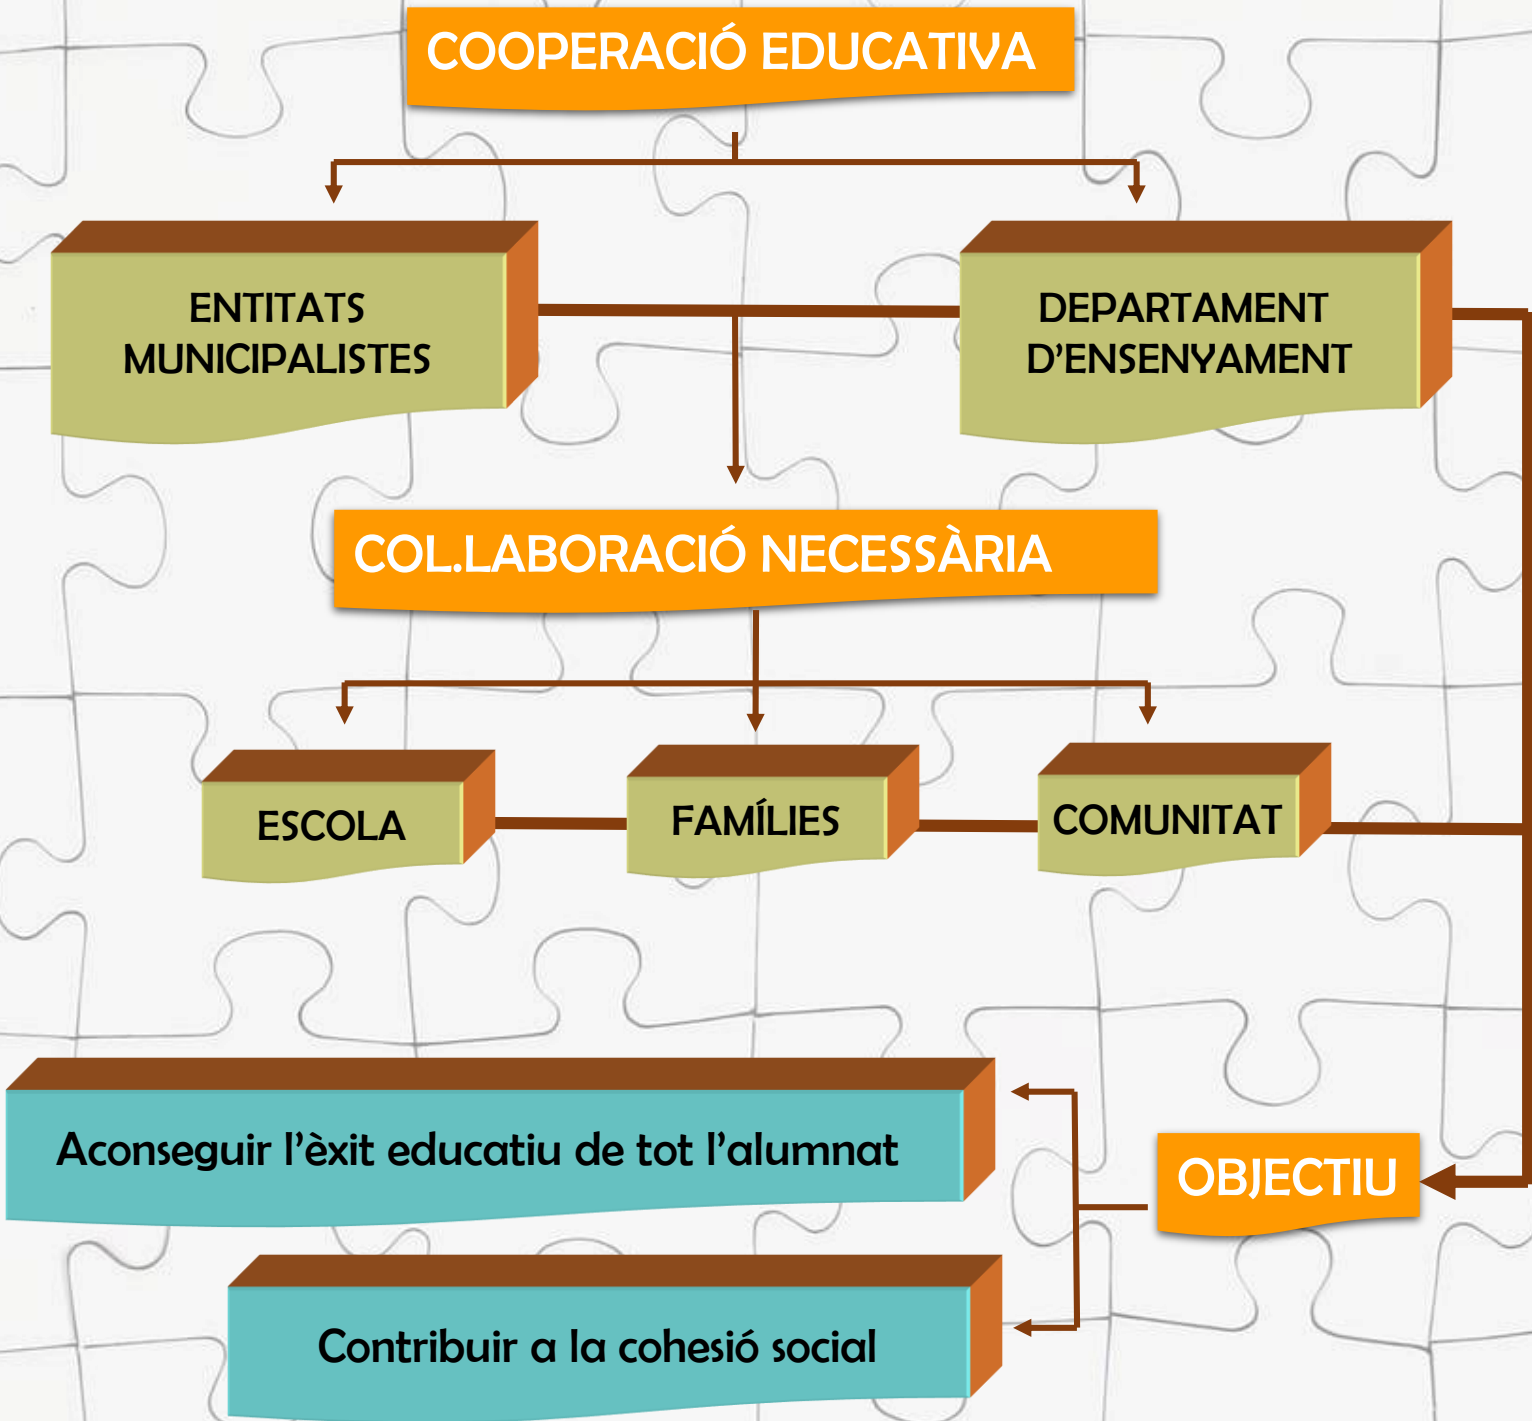 COOPERACIÓ EDUCATIVA
ENTITATS
MUNICIPALISTES
DEPARTAMENT
D’ENSENYAMENT
COL.LABORACIÓ NECESSÀRIA
ESCOLA
FAMÍLIES
COMUNITAT
Aconseguir l’èxit educatiu de tot l’alumnat
OBJECTIU
Contribuir a la cohesió social